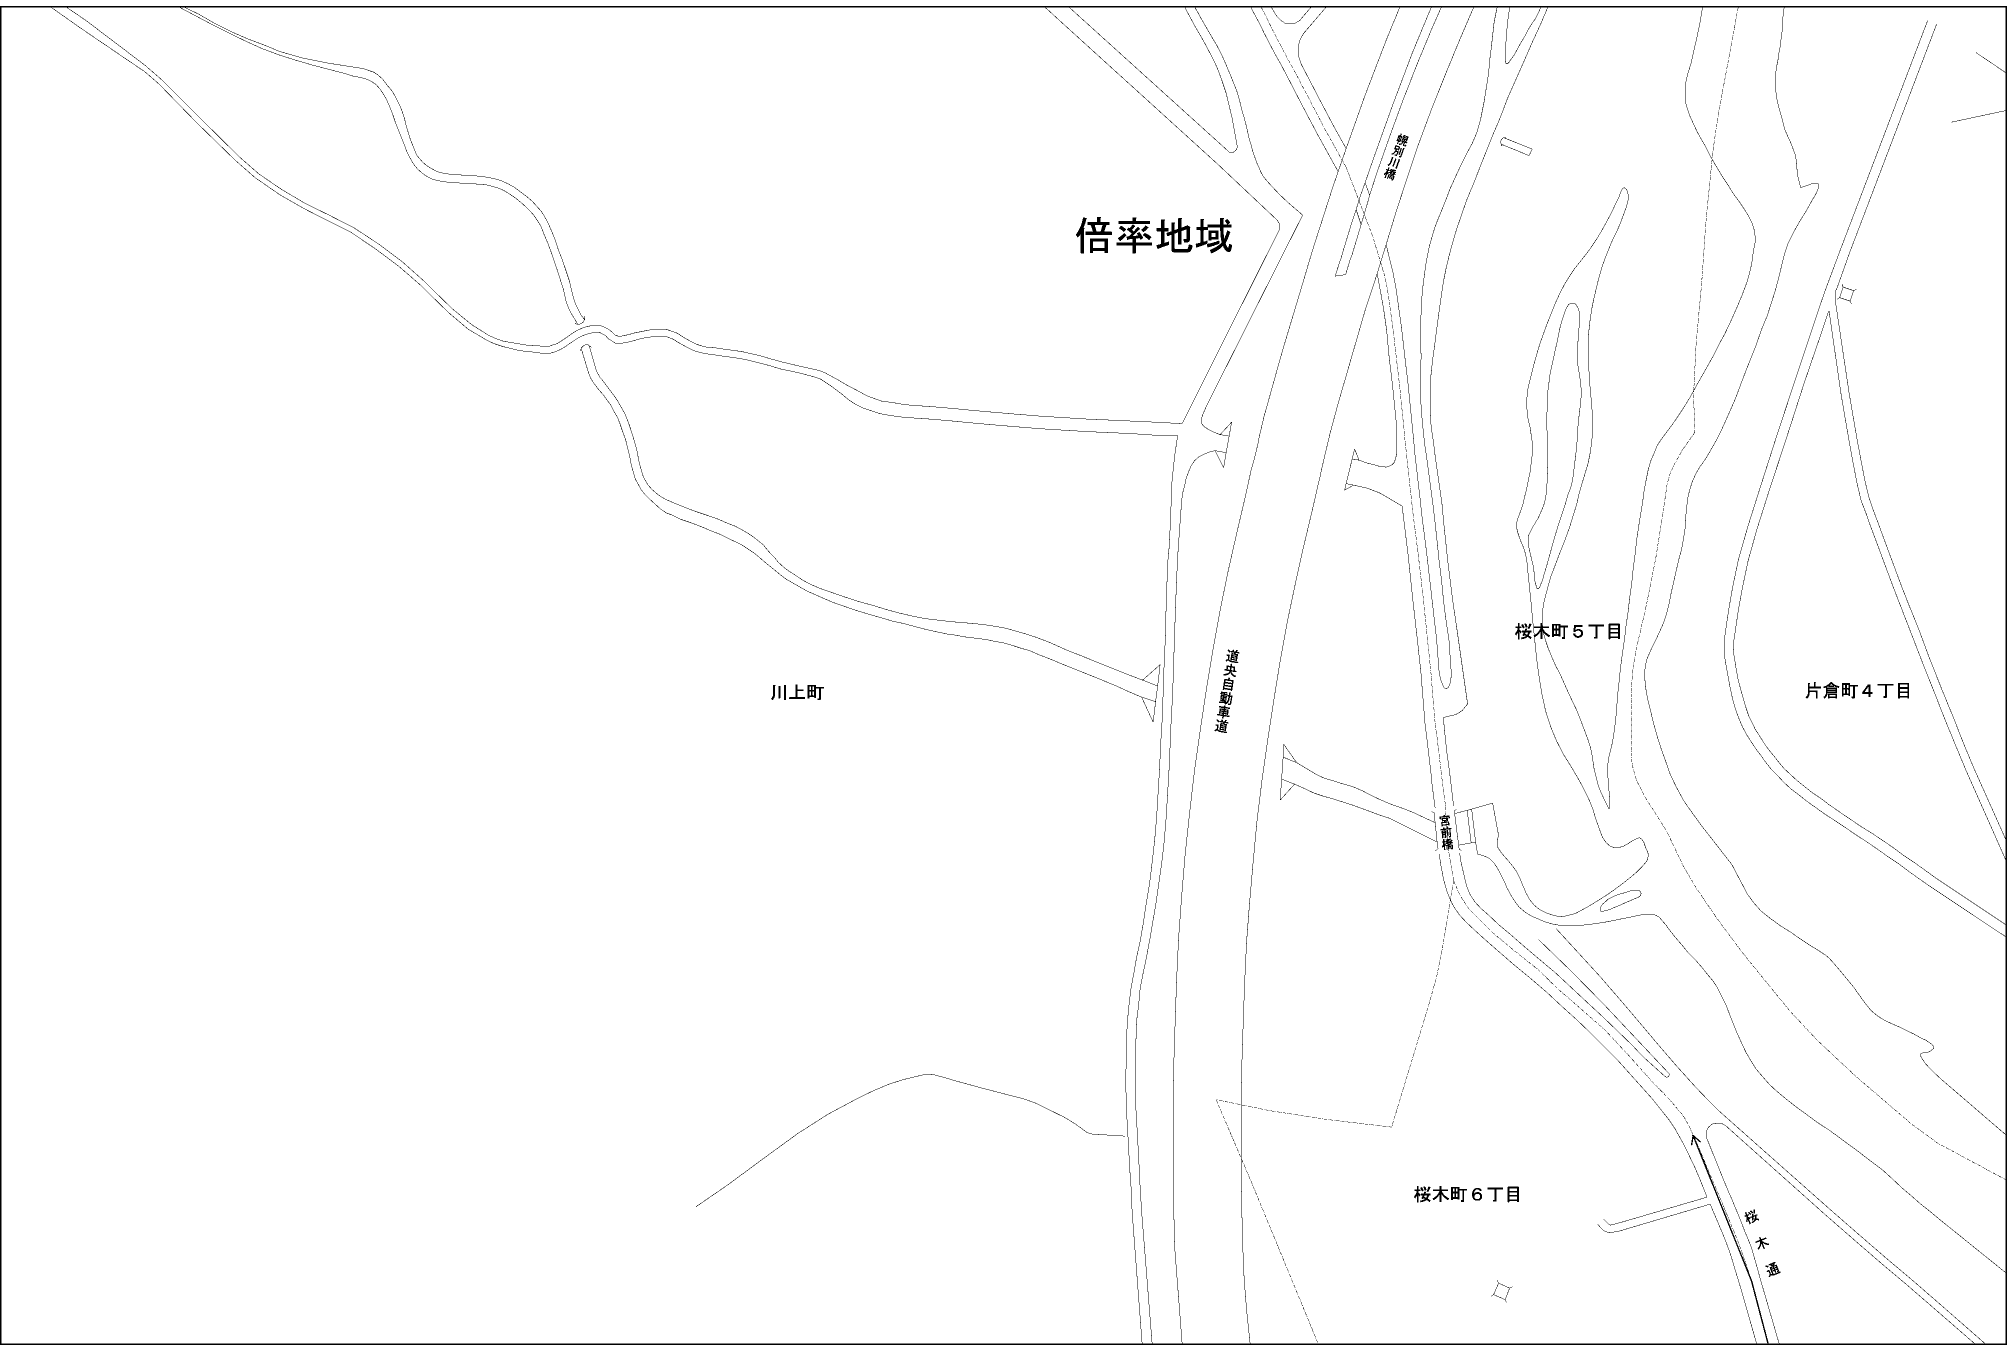 幌別川橋
倍率地域
桜木町５丁目
川上町
道央自動車道
片倉町４丁目
宮前橋
桜木町６丁目
桜木通